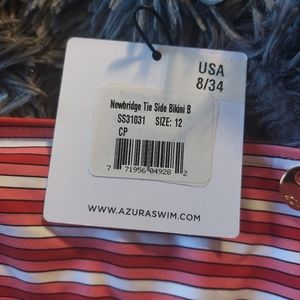 USA
8/34
Newbridge Tie Side Bikini B
SS31031 SIZE: 12
CP
7 71956 04928 2
WWW.AZURASWIM.COM